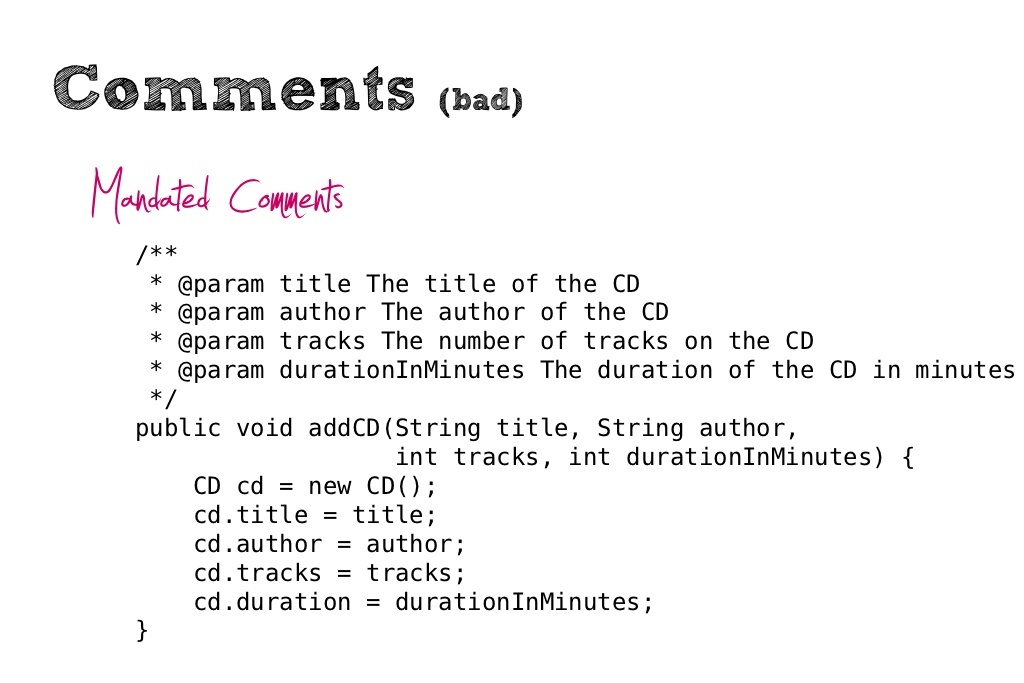 Comments (bad)
Mandated Comments
/**
 * @param title The title of the CD
 * @param author The author of the CD
 * @param tracks The number of tracks on the CD
 * @param durationInMinutes The duration of the CD in minutes
 */
public void addCD(String title, String author,
                  int tracks, int durationInMinutes) {
    CD cd = new CD();
    cd.title = title;
    cd.author = author;
    cd.tracks = tracks;
    cd.duration = durationInMinutes;
}